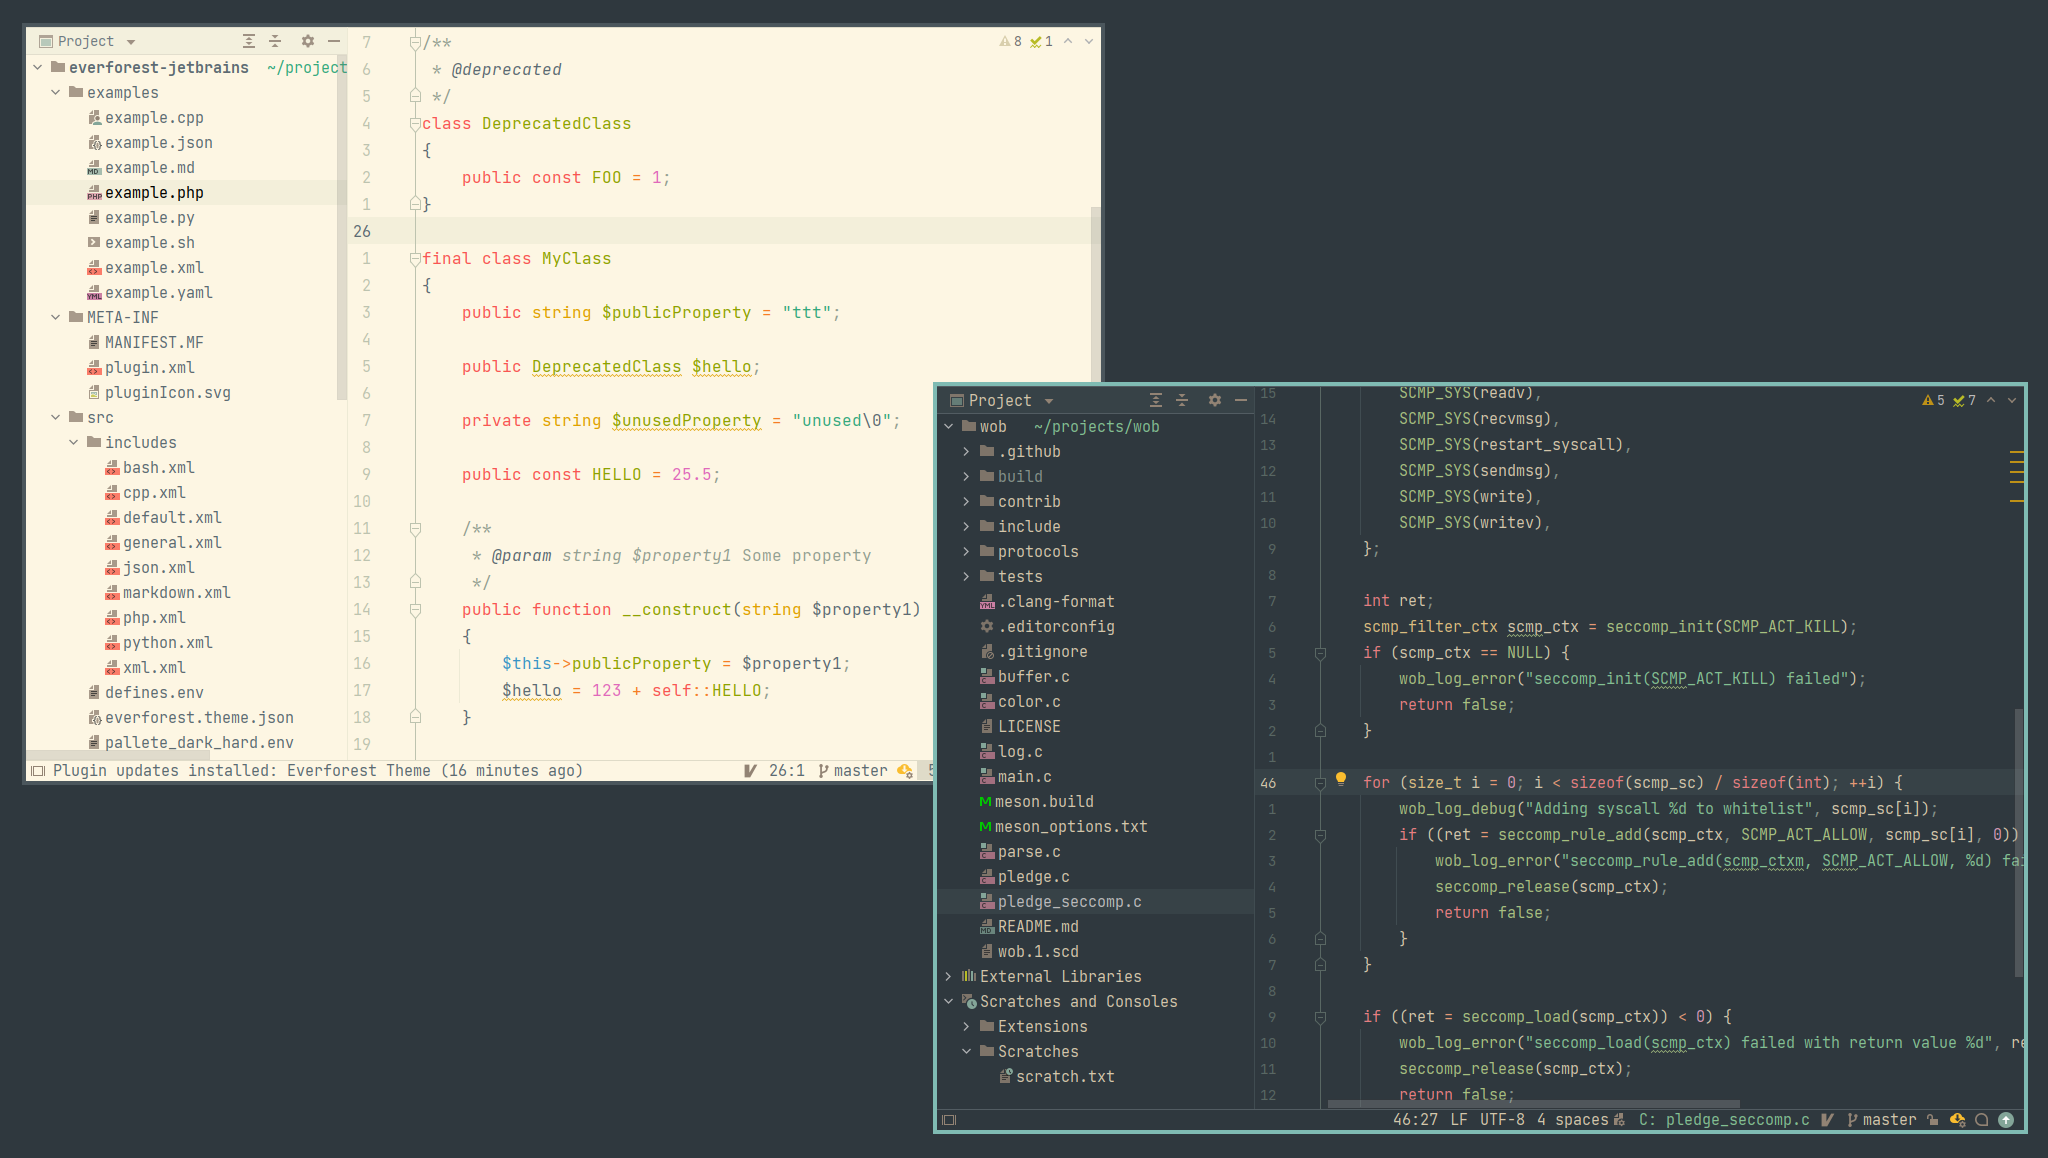 Project
everforest-jetbrains ~/project
examples
example.cpp
example.json
example.md
example.php
example.py
example.sh
example.xml
example.yaml
META-INF
MANIFEST.MF
plugin.xml
pluginIcon.svg
src
includes
bash.xml
cpp.xml
default.xml
general.xml
json.xml
markdown.xml
php.xml
python.xml
xml.xml
defines.env
everforest.theme.json
pallete_dark_hard.env
8 1
7 /**
6 * @deprecated
5 */
4 class DeprecatedClass
3 {
2 public const FOO = 1;
1 }
26
1 final class MyClass
2 {
3 public string $publicProperty = "ttt";
4
5 public DeprecatedClass $hello;
6
7 private string $unusedProperty = "unused\0";
8
9 public const HELLO = 25.5;
10
11 /**
12 * @param string $property1 Some property
13 */
14 public function __construct(string $property1)
15 {
16 $this->publicProperty = $property1;
17 $hello = 123 + self::HELLO;
18 }
19
Plugin updates installed: Everforest Theme (16 minutes ago) 26:1 master 5
Project
wob ~/projects/wob
.github
build
contrib
include
protocols
tests
.clang-format
.editorconfig
.gitignore
buffer.c
color.c
LICENSE
log.c
main.c
meson.build
meson_options.txt
parse.c
pledge.c
pledge_seccomp.c
README.md
wob.1.scd
External Libraries
Scratches and Consoles
Extensions
Scratches
scratch.txt
5 7
15 SCMP_SYS(readv),
14 SCMP_SYS(recvmsg),
13 SCMP_SYS(restart_syscall),
12 SCMP_SYS(sendmsg),
11 SCMP_SYS(write),
10 SCMP_SYS(writev),
9 };
8
7 int ret;
6 scmp_filter_ctx scmp_ctx = seccomp_init(SCMP_ACT_KILL);
5 if (scmp_ctx == NULL) {
4 wob_log_error("seccomp_init(SCMP_ACT_KILL) failed");
3 return false;
2 }
1
46 for (size_t i = 0; i < sizeof(scmp_sc) / sizeof(int); ++i) {
1 wob_log_debug("Adding syscall %d to whitelist", scmp_sc[i]);
2 if ((ret = seccomp_rule_add(scmp_ctx, SCMP_ACT_ALLOW, scmp_sc[i], 0))
3 wob_log_error("seccomp_rule_add(scmp_ctxm, SCMP_ACT_ALLOW, %d) fai
4 seccomp_release(scmp_ctx);
5 return false;
6 }
7 }
8
9 if ((ret = seccomp_load(scmp_ctx)) < 0) {
10 wob_log_error("seccomp_load(scmp_ctx) failed with return value %d", re
11 seccomp_release(scmp_ctx);
12 return false;
46:27 LF UTF-8 4 spaces C: pledge_seccomp.c master